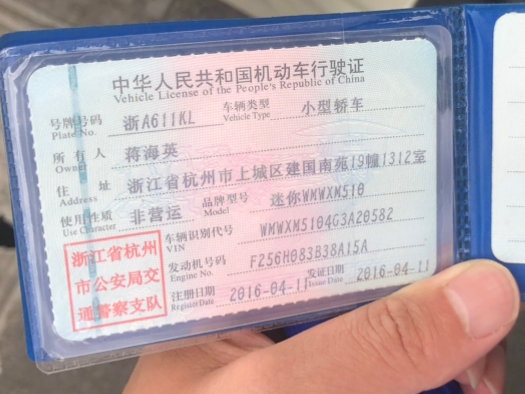 中华人民共和国机动车行驶证
Vehicle License of the People's Republic of China
号牌号码 浙A611KL 车辆类型 小型轿车
Plate No. Vehicle Type
所有人 蒋海英
Owner
住址 浙江省杭州市上城区建国南苑19幢1312室
Address
使用性质 非营运 品牌型号 迷你WMWXM510
Use Character Model
浙江省杭州市公安局交通警察支队
车辆识别代号 WMWXM5104G3A20582
VIN
发动机号码 F256H083B38A15A
Engine No.
注册日期 2016-04-11 发证日期 2016-04-11
Register Date Issue Date